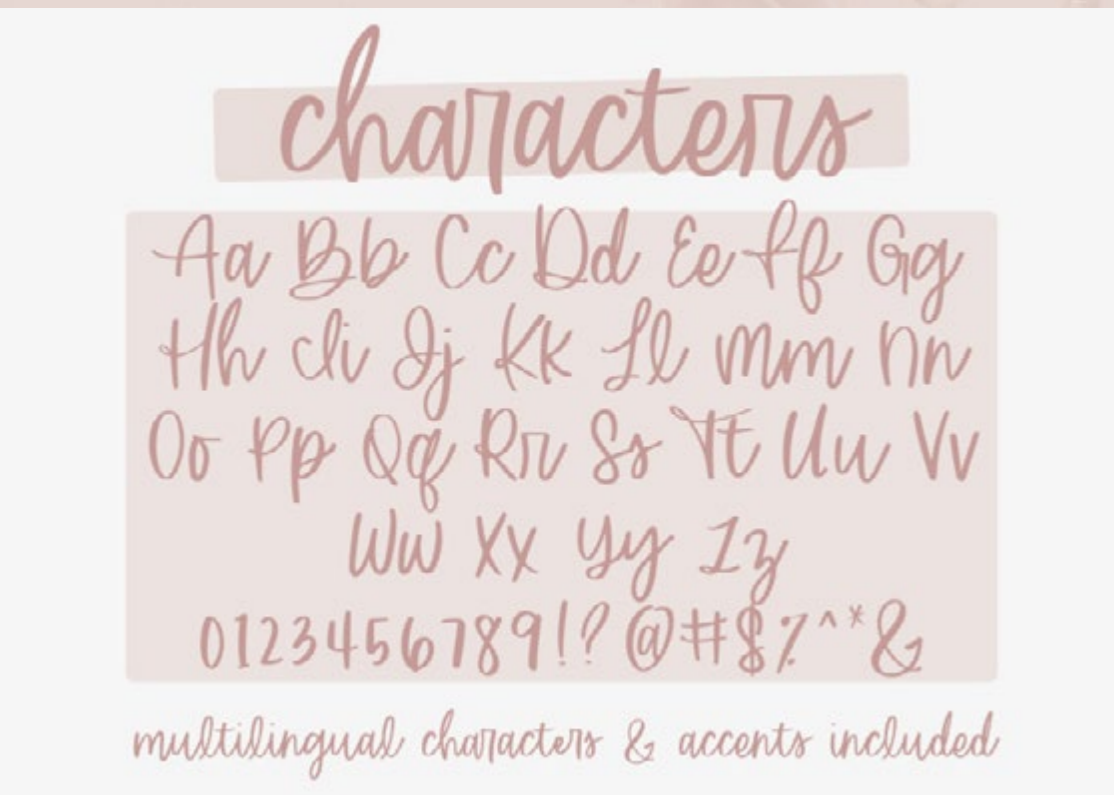 characters
Aa Bb Cc Dd Ee Ff Gg
Hh Ii Jj Kk Ll Mm Nn
Oo Pp Qq Rr Ss Tt Uu Vv
Ww Xx Yy Zz
0123456789!?@#$%^*&
multilingual characters & accents included